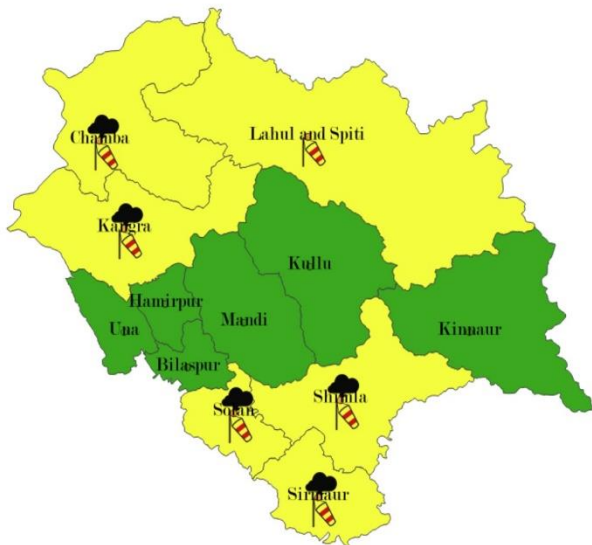 Chamba
Lahul and Spiti
Kangra
Kullu
Hamirpur
Mandi
Una
Kinnaur
Bilaspur
Shimla
Solan
Sirmaur